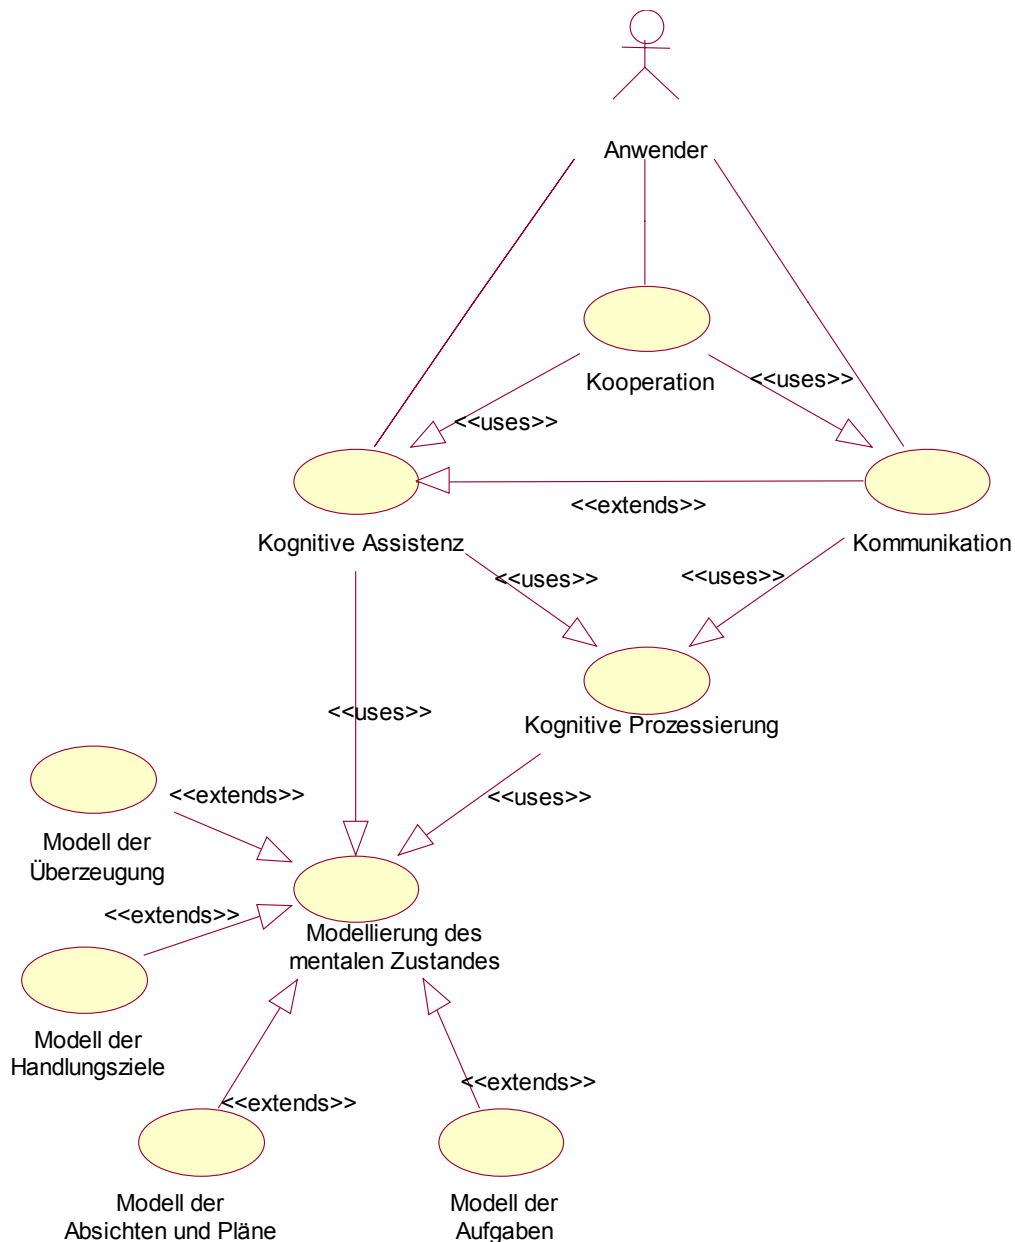 Anwender
Kooperation
<<uses>>
<<uses>>
<<extends>>
Kognitive Assistenz
Kommunikation
<<uses>>
<<uses>>
<<uses>>
Kognitive Prozessierung
<<extends>>
<<uses>>
Modell der
Überzeugung
<<extends>>
Modellierung des
mentalen Zustandes
Modell der
Handlungsziele
<<extends>>
<<extends>>
Modell der
Absichten und Pläne
Modell der
Aufgaben